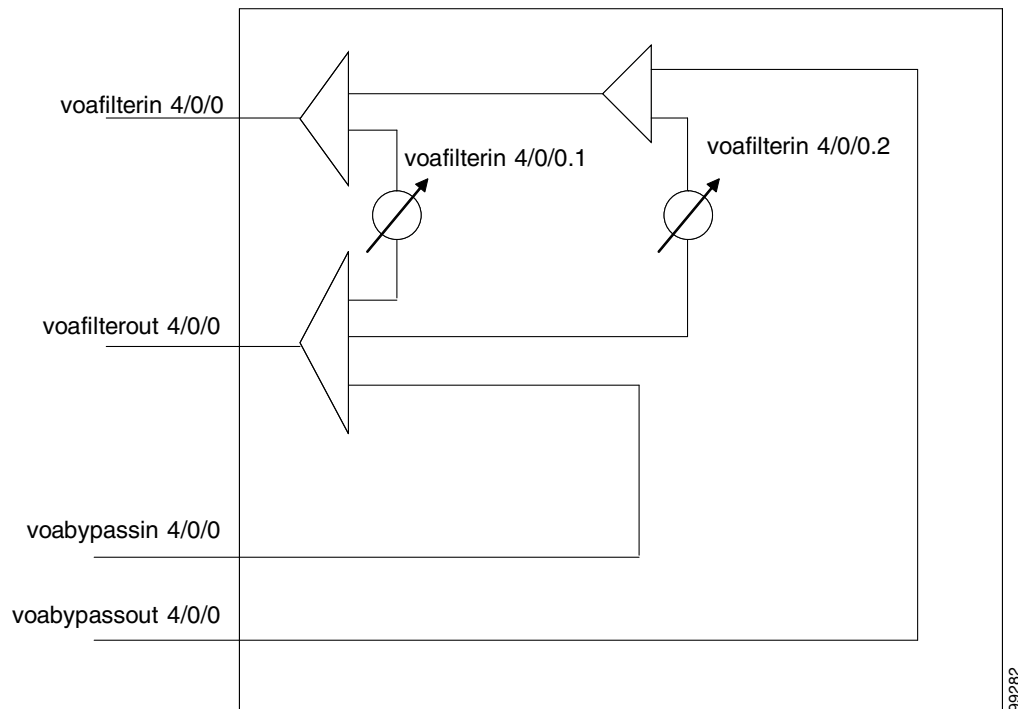 voafilterin 4/0/0
voafilterin 4/0/0.1
voafilterin 4/0/0.2
voafilterout 4/0/0
voabypassin 4/0/0
voabypassout 4/0/0
99282